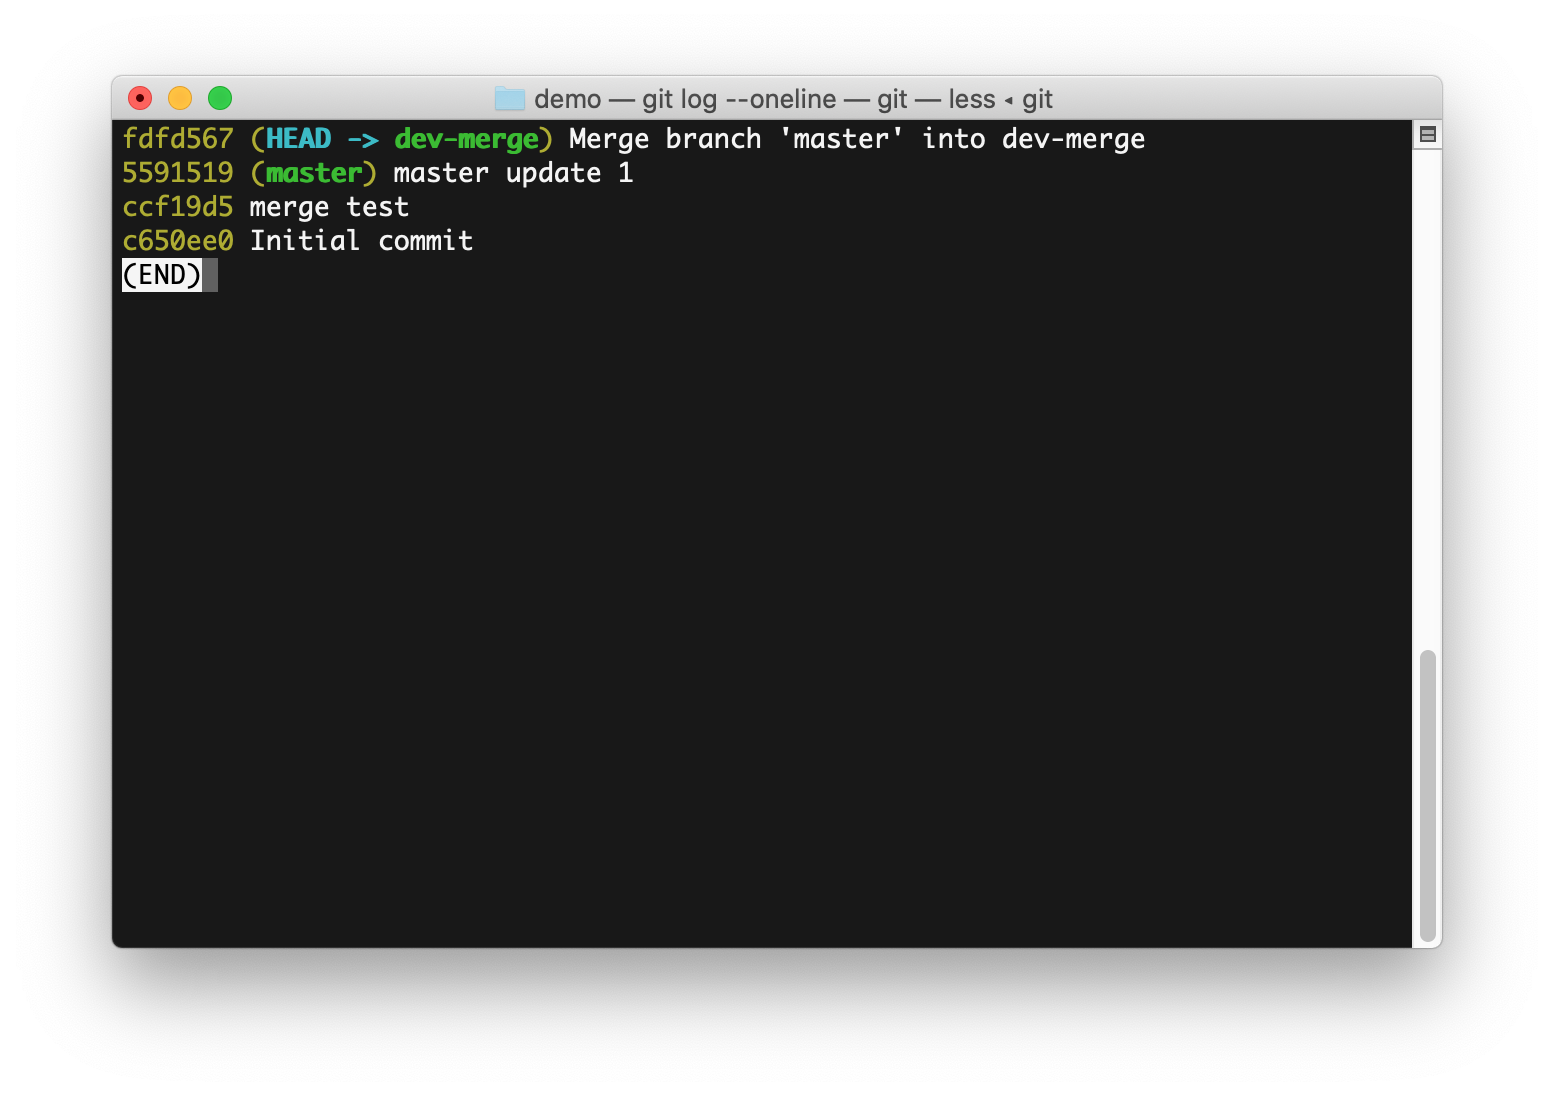 demo — git log --oneline — git — less ◂ git
fdfd567 (HEAD -> dev-merge) Merge branch 'master' into dev-merge
5591519 (master) master update 1
ccf19d5 merge test
c650ee0 Initial commit
(END)